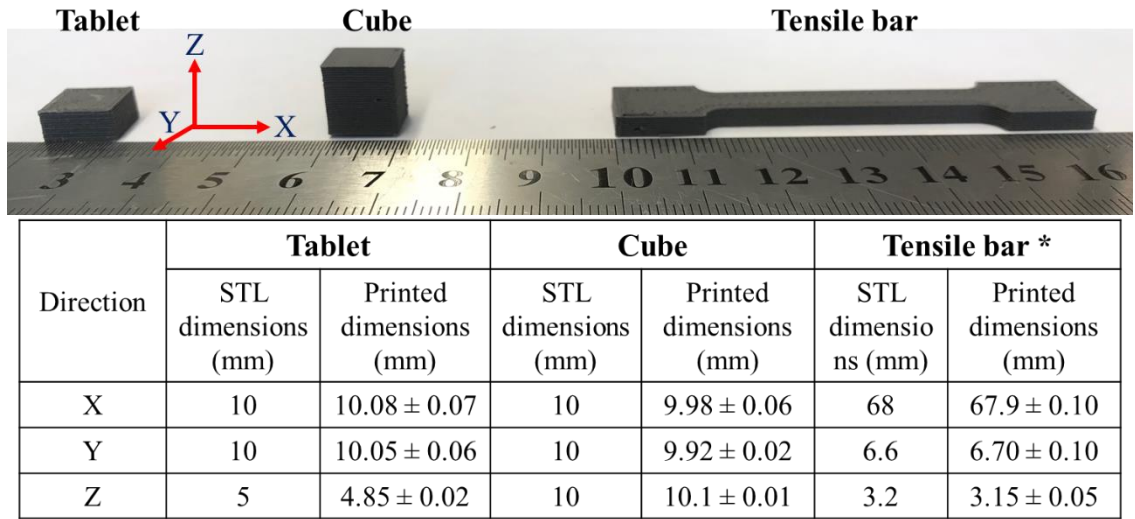 Tablet Cube Tensile bar
Z
Y X
3 4 5 6 7 8 9 10 11 12 13 14 15 16
Tablet Cube Tensile bar *
Direction STL dimensions (mm) Printed dimensions (mm) STL dimensions (mm) Printed dimensions (mm) STL dimensio ns (mm) Printed dimensions (mm)
X 10 10.08 ± 0.07 10 9.98 ± 0.06 68 67.9 ± 0.10
Y 10 10.05 ± 0.06 10 9.92 ± 0.02 6.6 6.70 ± 0.10
Z 5 4.85 ± 0.02 10 10.1 ± 0.01 3.2 3.15 ± 0.05